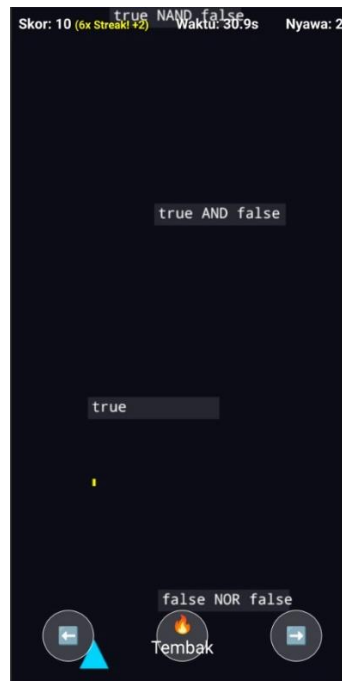 true NAND false
Skor: 10 (6x Streak! +2) Waktu: 30.9s Nyawa: 2
true AND false
true
false NOR false
Tembak